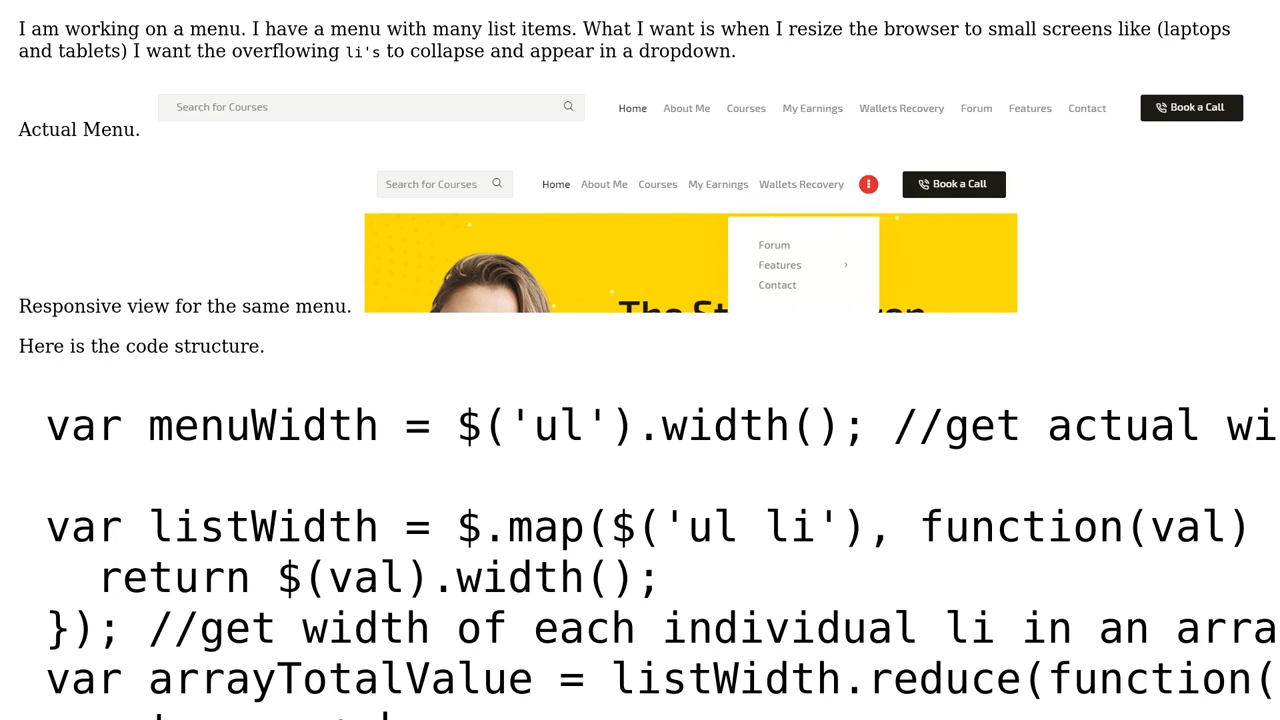 I am working on a menu. I have a menu with many list items. What I want is when I resize the browser to small screens like (laptops
and tablets) I want the overflowing li's to collapse and appear in a dropdown.
Search for Courses
Home About Me Courses My Earnings Wallets Recovery Forum Features Contact Book a Call
Actual Menu.
Search for Courses Home About Me Courses My Earnings Wallets Recovery Book a Call
Forum
Features
Contact
Responsive view for the same menu.
Here is the code structure.
var menuWidth = $('ul').width(); //get actual wi
var listWidth = $.map($('ul li'), function(val)
return $(val).width();
}); //get width of each individual li in an arra
var arrayTotalValue = listWidth.reduce(function(